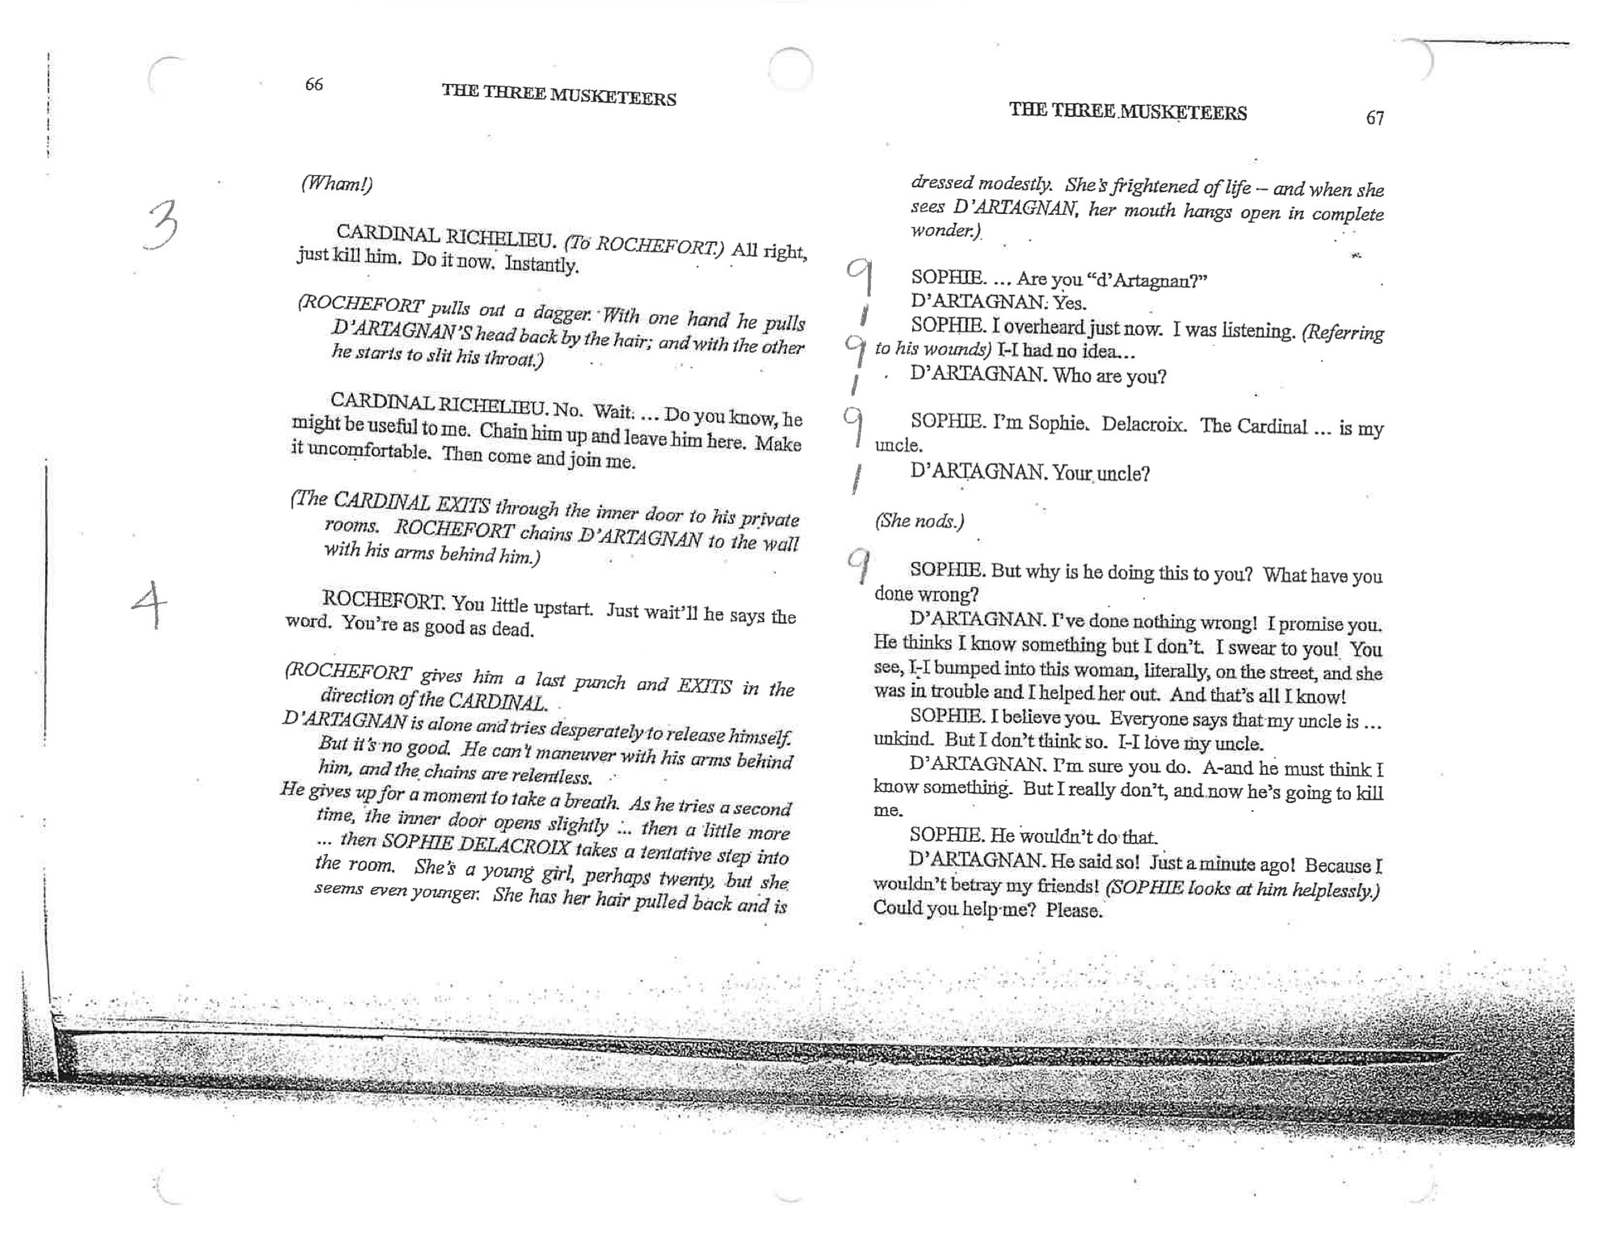 66
THE THREE MUSKETEERS
(Wham!)
3
CARDINAL RICHELIEU. (To ROCHEFORT.) All right,
just kill him. Do it now. Instantly.
(ROCHEFORT pulls out a dagger. With one hand he pulls
D'ARTAGNAN'S head back by the hair; and with the other
he starts to slit his throat.)
CARDINAL RICHELIEU. No. Wait. ... Do you know, he
might be useful to me. Chain him up and leave him here. Make
it uncomfortable. Then come and join me.
(The CARDINAL EXITS through the inner door to his private
rooms. ROCHEFORT chains D'ARTAGNAN to the wall
with his arms behind him.)
4
ROCHEFORT. You little upstart. Just wait'll he says the
word. You're as good as dead.
(ROCHEFORT gives him a last punch and EXITS in the
direction of the CARDINAL.
D'ARTAGNAN is alone and tries desperately to release himself.
But it's no good. He can't maneuver with his arms behind
him, and the chains are relentless.
He gives up for a moment to take a breath. As he tries a second
time, the inner door opens slightly ... then a little more
... then SOPHIE DELACROIX takes a tentative step into
the room. She's a young girl, perhaps twenty, but she
seems even younger. She has her hair pulled back and is
THE THREE MUSKETEERS
67
dressed modestly. She's frightened of life – and when she
sees D'ARTAGNAN, her mouth hangs open in complete
wonder.)
9 SOPHIE. ... Are you "d'Artagnan?"
1 D'ARTAGNAN. Yes.
SOPHIE. I overheard just now. I was listening. (Referring
9 to his wounds) I-I had no idea...
1 D'ARTAGNAN. Who are you?
9 SOPHIE. I'm Sophie. Delacroix. The Cardinal ... is my
uncle.
1 D'ARTAGNAN. Your uncle?
(She nods.)
9 SOPHIE. But why is he doing this to you? What have you
done wrong?
D'ARTAGNAN. I've done nothing wrong! I promise you.
He thinks I know something but I don't. I swear to you! You
see, I-I bumped into this woman, literally, on the street, and she
was in trouble and I helped her out. And that's all I know!
SOPHIE. I believe you. Everyone says that my uncle is ...
unkind. But I don't think so. I-I love my uncle.
D'ARTAGNAN. I'm sure you do. A-and he must think I
know something. But I really don't, and now he's going to kill
me.
SOPHIE. He wouldn't do that.
D'ARTAGNAN. He said so! Just a minute ago! Because I
wouldn't betray my friends! (SOPHIE looks at him helplessly.)
Could you help me? Please.